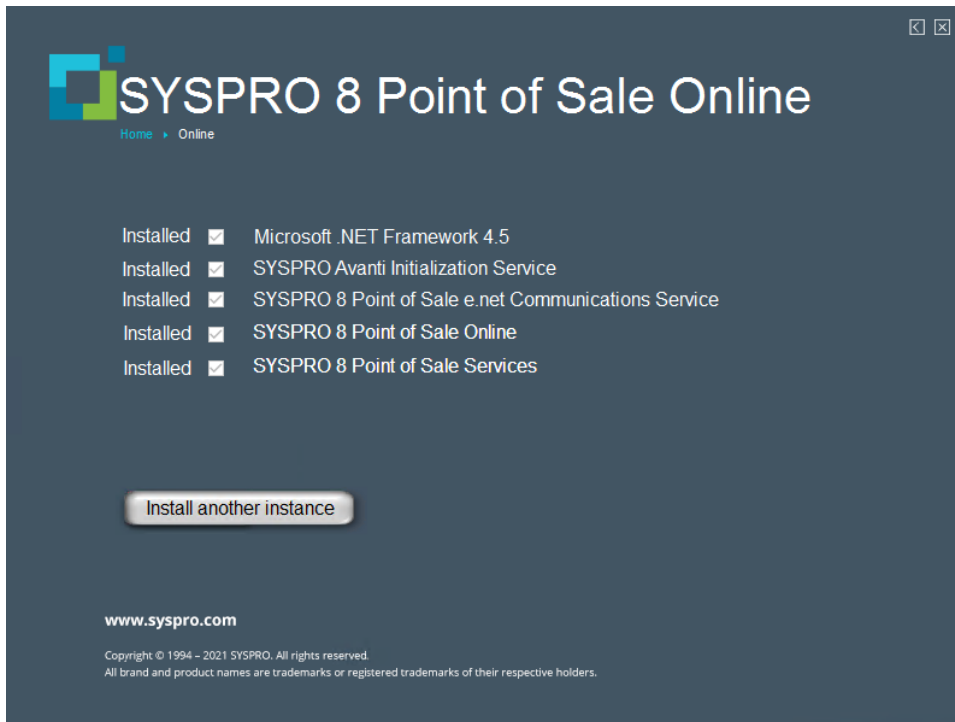 SYSPRO 8 Point of Sale Online
Home ▸ Online
Installed Microsoft .NET Framework 4.5
Installed SYSPRO Avanti Initialization Service
Installed SYSPRO 8 Point of Sale e.net Communications Service
Installed SYSPRO 8 Point of Sale Online
Installed SYSPRO 8 Point of Sale Services
Install another instance
www.syspro.com
Copyright © 1994 – 2021 SYSPRO. All rights reserved.
All brand and product names are trademarks or registered trademarks of their respective holders.